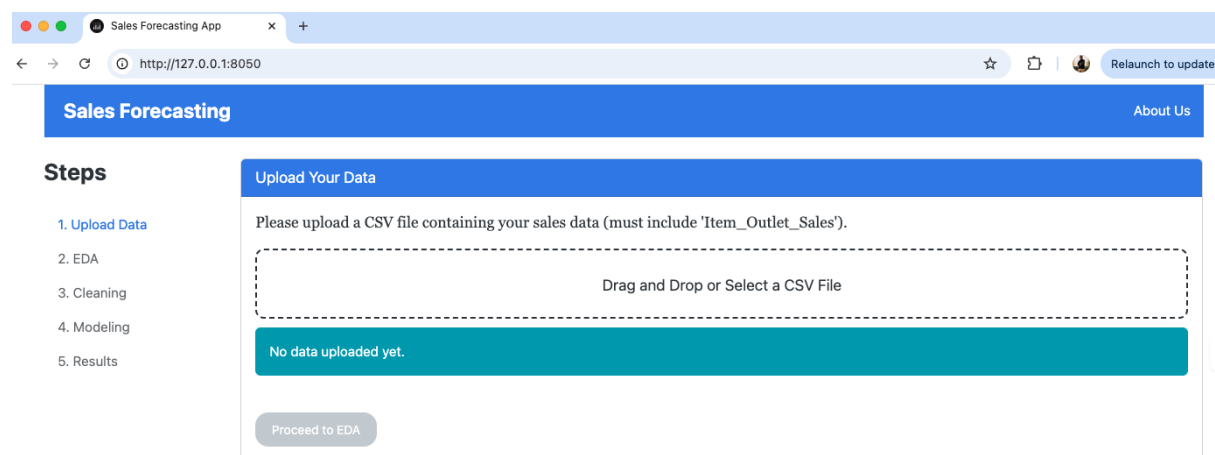 Sales Forecasting App
http://127.0.0.1:8050
Relaunch to update
Sales Forecasting
About Us
Steps
1. Upload Data
2. EDA
3. Cleaning
4. Modeling
5. Results
Upload Your Data
Please upload a CSV file containing your sales data (must include 'Item_Outlet_Sales').
Drag and Drop or Select a CSV File
No data uploaded yet.
Proceed to EDA